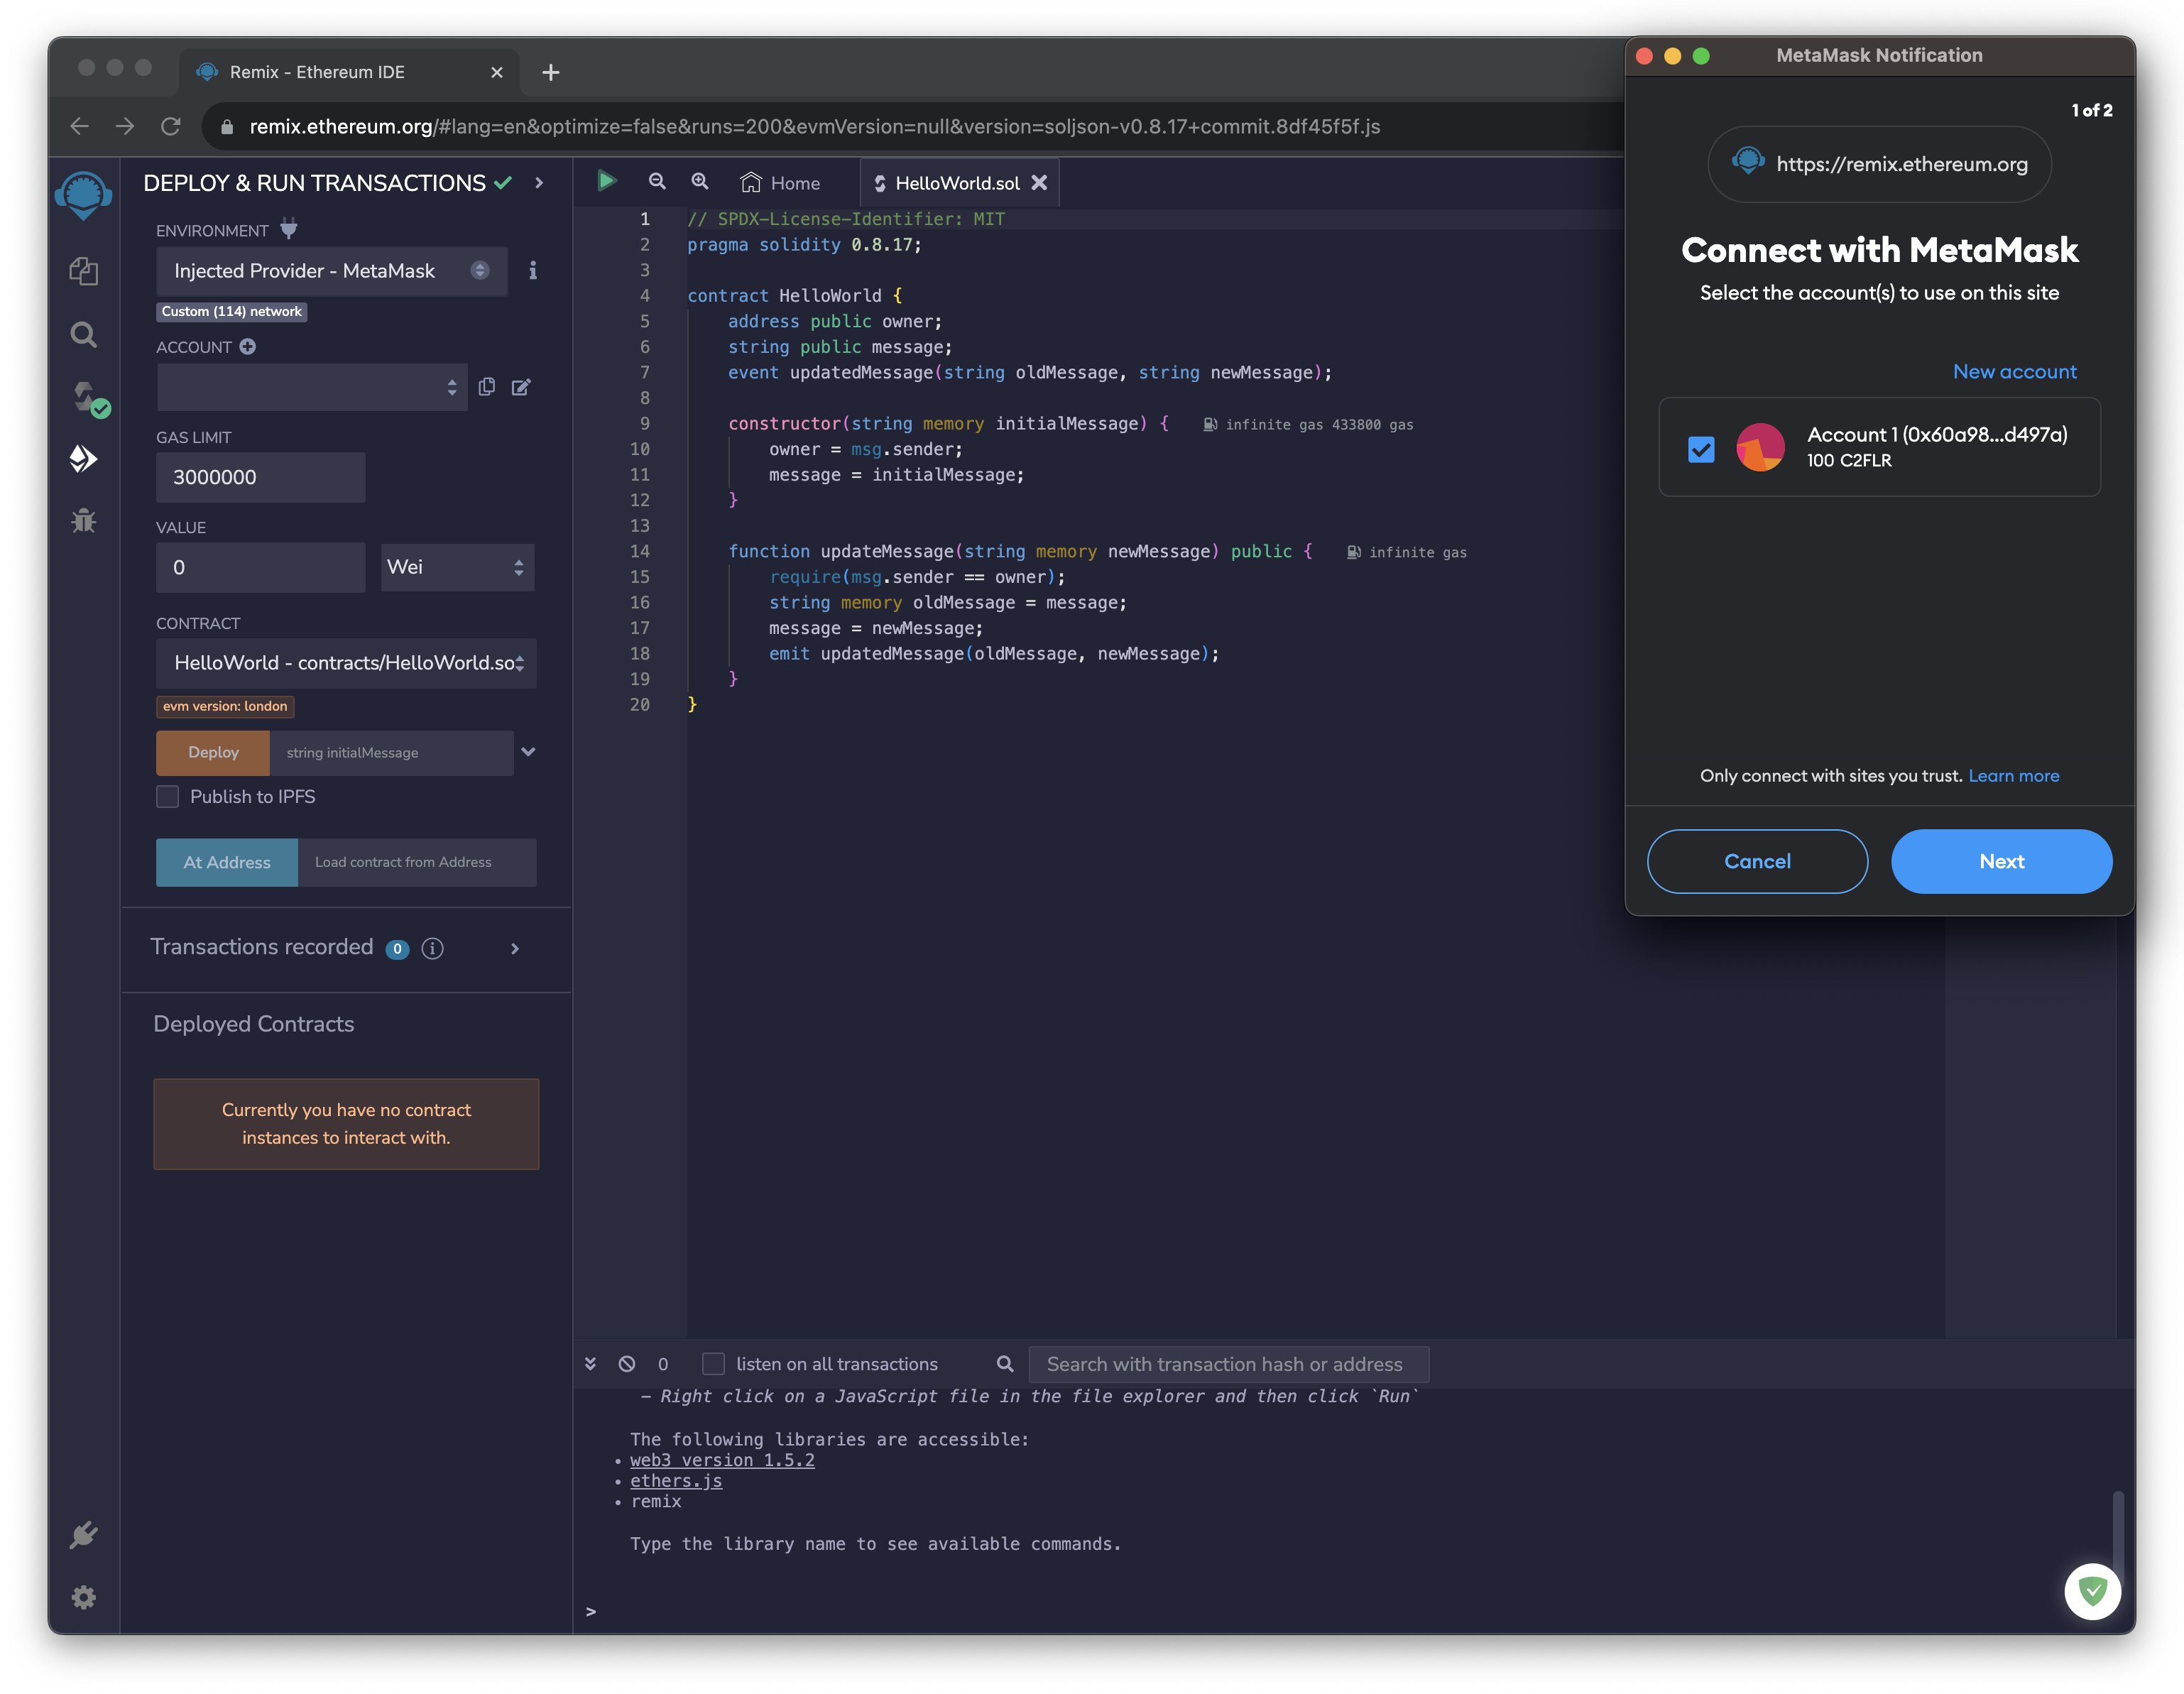 Remix - Ethereum IDE
remix.ethereum.org/#lang=en&optimize=false&runs=200&evmVersion=null&version=soljson-v0.8.17+commit.8df45f5f.js
DEPLOY & RUN TRANSACTIONS
ENVIRONMENT
Injected Provider - MetaMask
Custom (114) network
ACCOUNT
GAS LIMIT
3000000
VALUE
0
Wei
CONTRACT
HelloWorld - contracts/HelloWorld.so
evm version: london
Deploy
string initialMessage
Publish to IPFS
At Address
Load contract from Address
Transactions recorded 0
Deployed Contracts
Currently you have no contract
instances to interact with.
Home
HelloWorld.sol
1 // SPDX-License-Identifier: MIT
2 pragma solidity 0.8.17;
3
4 contract HelloWorld {
5 address public owner;
6 string public message;
7 event updatedMessage(string oldMessage, string newMessage);
8
9 constructor(string memory initialMessage) { infinite gas 433800 gas
10 owner = msg.sender;
11 message = initialMessage;
12 }
13
14 function updateMessage(string memory newMessage) public { infinite gas
15 require(msg.sender == owner);
16 string memory oldMessage = message;
17 message = newMessage;
18 emit updatedMessage(oldMessage, newMessage);
19 }
20 }
0
listen on all transactions
Search with transaction hash or address
- Right click on a JavaScript file in the file explorer and then click `Run`
The following libraries are accessible:
• web3 version 1.5.2
• ethers.js
• remix
Type the library name to see available commands.
>
MetaMask Notification
1 of 2
https://remix.ethereum.org
Connect with MetaMask
Select the account(s) to use on this site
New account
Account 1 (0x60a98...d497a)
100 C2FLR
Only connect with sites you trust. Learn more
Cancel
Next